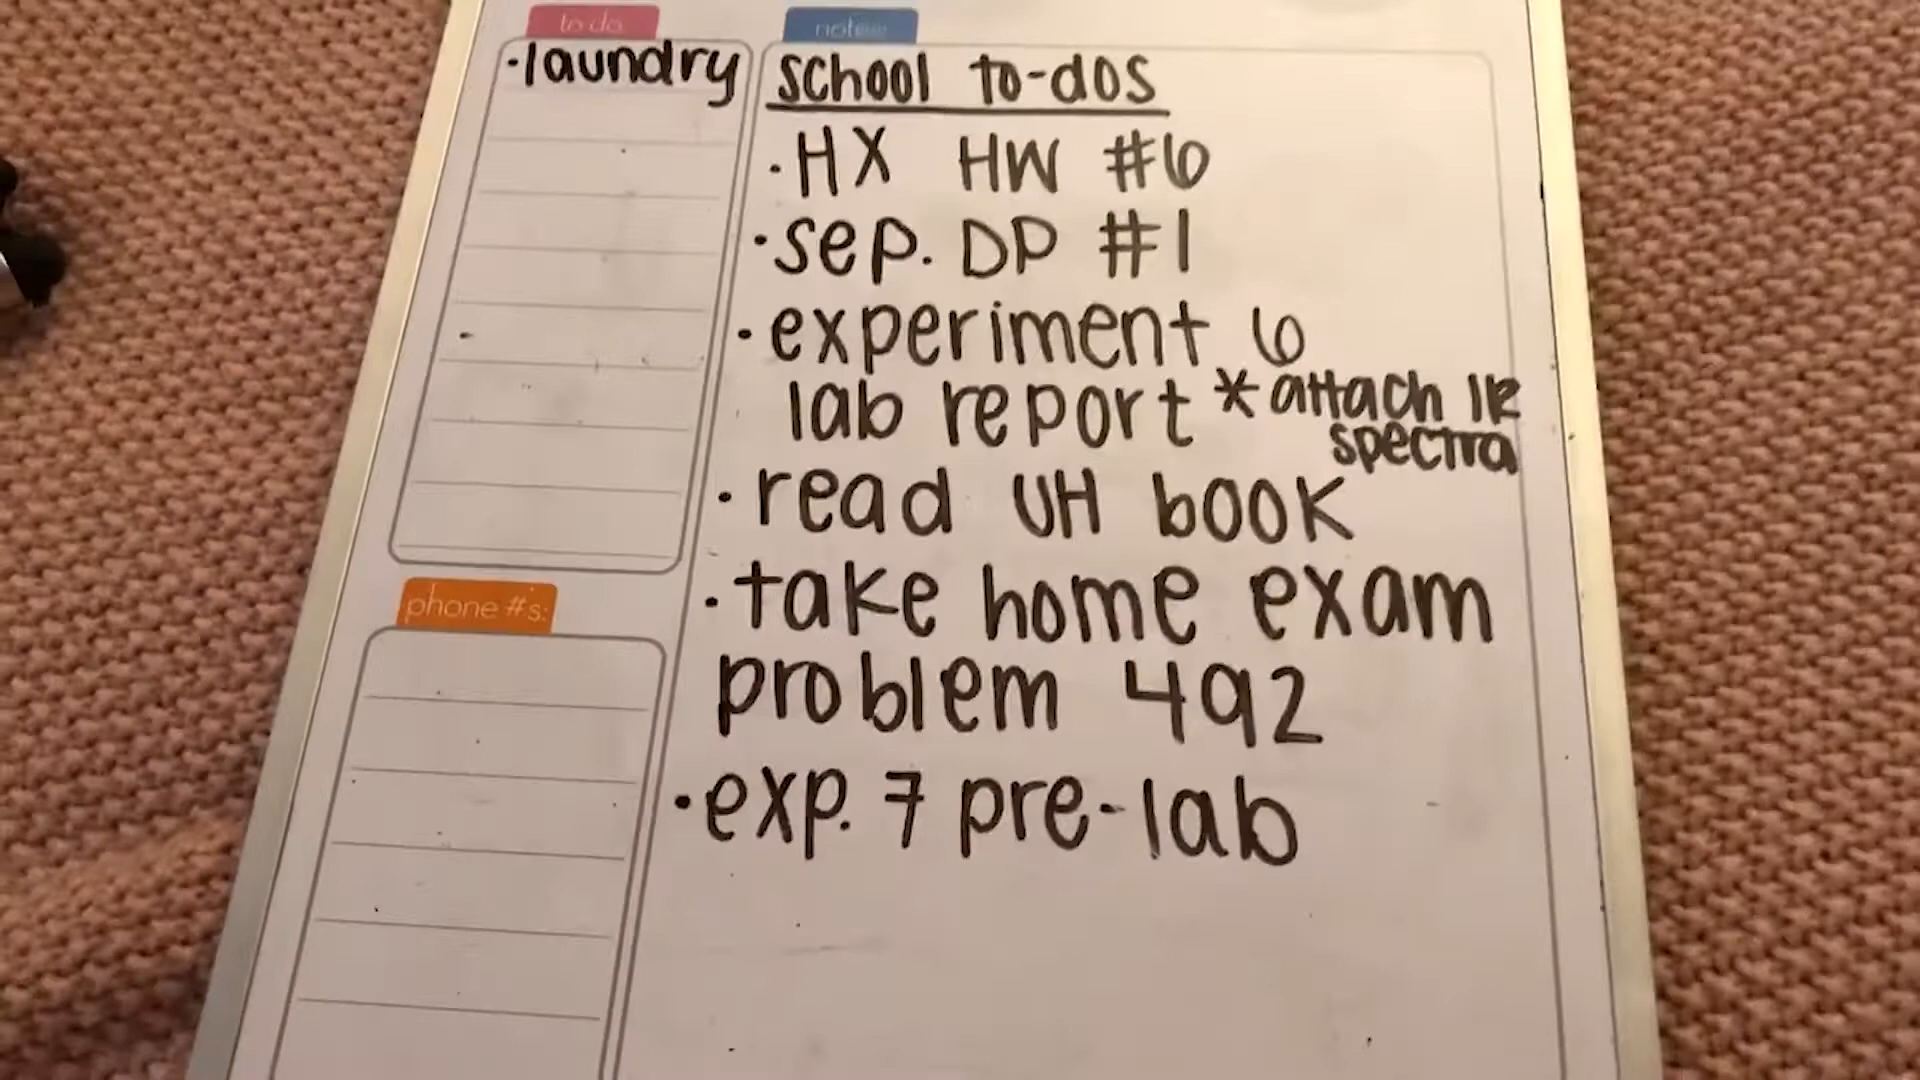 to do
·laundry
notes
school to-dos
·HX HW #6
·sep. DP #1
·experiment 6
lab report *attach IR
spectra
·read UH book
·take home exam
problem 492
·exp. 7 pre-lab
phone #'s: